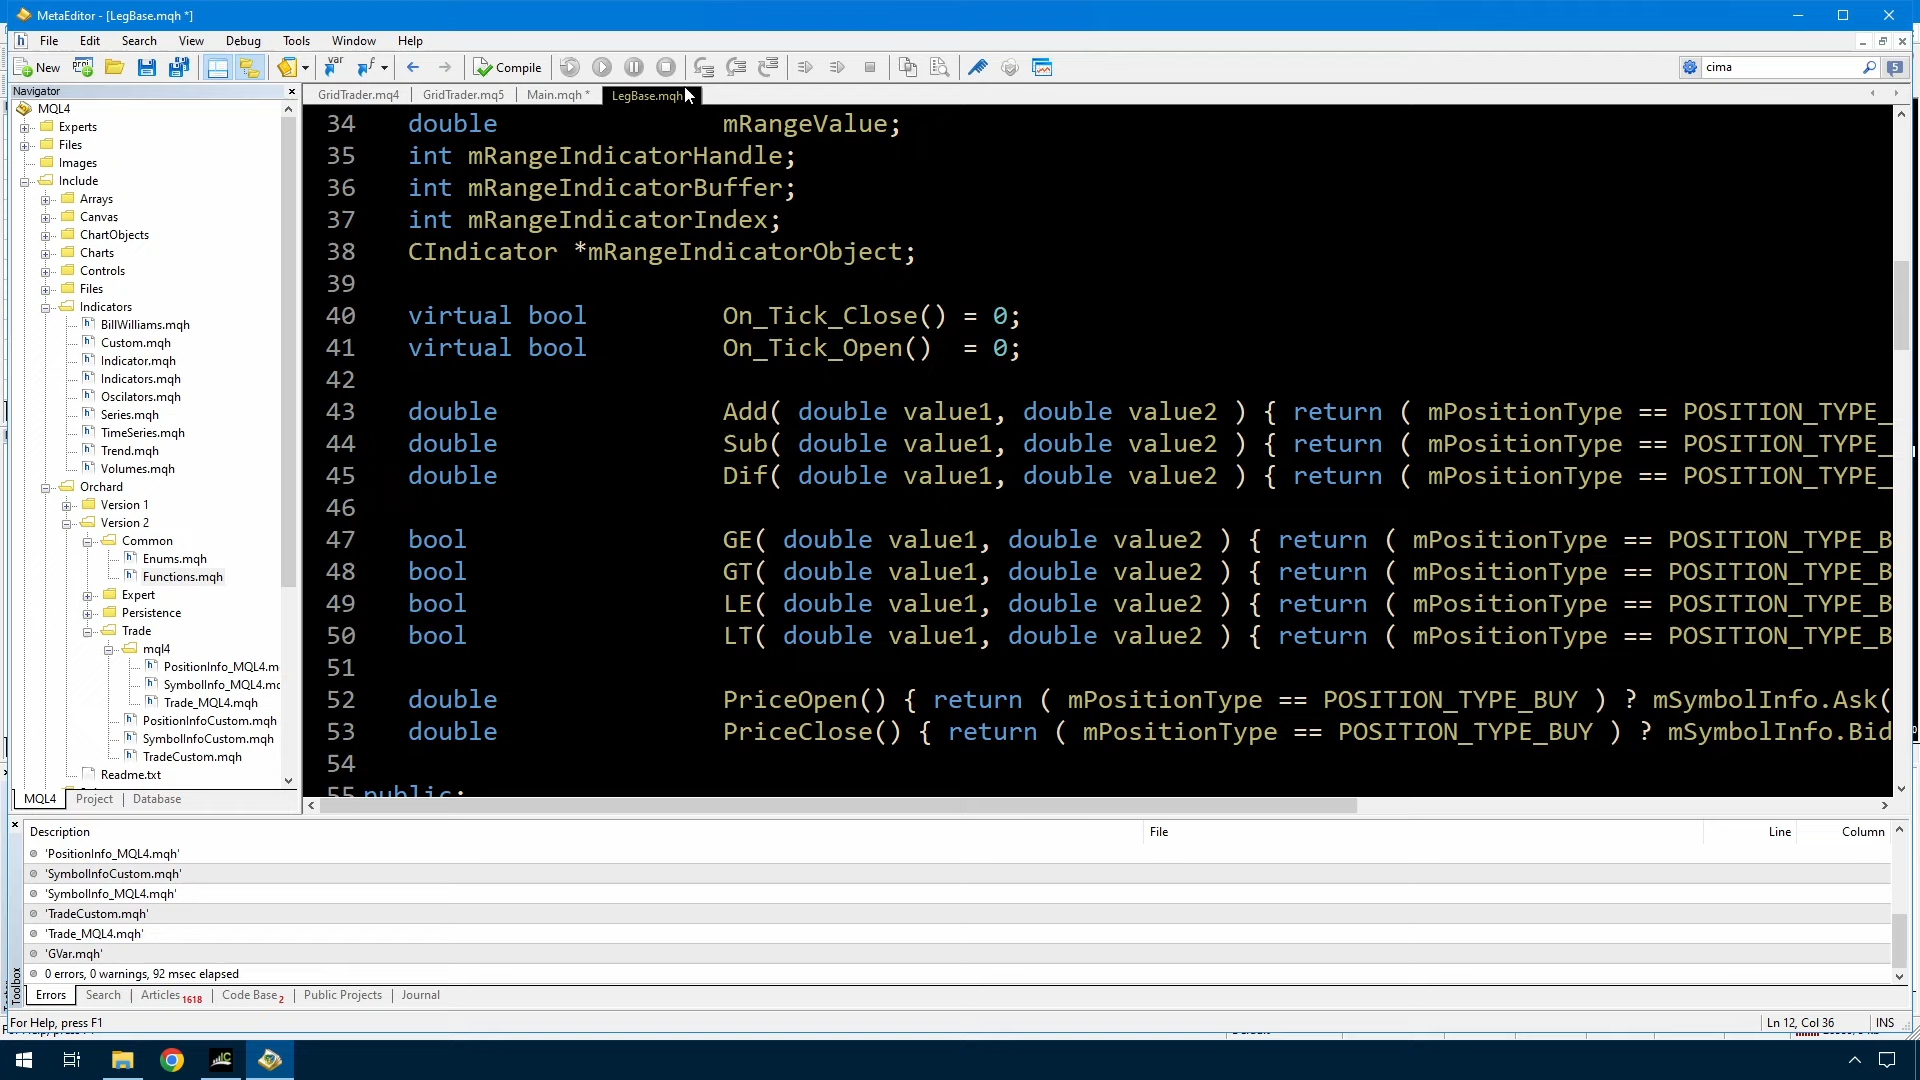 MetaEditor - [LegBase.mqh *]
File Edit Search View Debug Tools Window Help
New Compile cima 5
Navigator
MQL4
Experts
Files
Images
Include
Arrays
Canvas
ChartObjects
Charts
Controls
Files
Indicators
BillWilliams.mqh
Custom.mqh
Indicator.mqh
Indicators.mqh
Oscilators.mqh
Series.mqh
TimeSeries.mqh
Trend.mqh
Volumes.mqh
Orchard
Version 1
Version 2
Common
Enums.mqh
Functions.mqh
Expert
Persistence
Trade
mql4
PositionInfo_MQL4.m
SymbolInfo_MQL4.mq
Trade_MQL4.mqh
PositionInfoCustom.mqh
SymbolInfoCustom.mqh
TradeCustom.mqh
Readme.txt
MQL4 Project Database
GridTrader.mq4 GridTrader.mq5 Main.mqh * LegBase.mqh
34 double mRangeValue;
35 int mRangeIndicatorHandle;
36 int mRangeIndicatorBuffer;
37 int mRangeIndicatorIndex;
38 CIndicator *mRangeIndicatorObject;
39
40 virtual bool On_Tick_Close() = 0;
41 virtual bool On_Tick_Open() = 0;
42
43 double Add( double value1, double value2 ) { return ( mPositionType == POSITION_TYPE_
44 double Sub( double value1, double value2 ) { return ( mPositionType == POSITION_TYPE_
45 double Dif( double value1, double value2 ) { return ( mPositionType == POSITION_TYPE_
46
47 bool GE( double value1, double value2 ) { return ( mPositionType == POSITION_TYPE_B
48 bool GT( double value1, double value2 ) { return ( mPositionType == POSITION_TYPE_B
49 bool LE( double value1, double value2 ) { return ( mPositionType == POSITION_TYPE_B
50 bool LT( double value1, double value2 ) { return ( mPositionType == POSITION_TYPE_B
51
52 double PriceOpen() { return ( mPositionType == POSITION_TYPE_BUY ) ? mSymbolInfo.Ask(
53 double PriceClose() { return ( mPositionType == POSITION_TYPE_BUY ) ? mSymbolInfo.Bid
54
55 public:
Description File Line Column
'PositionInfo_MQL4.mqh'
'SymbolInfoCustom.mqh'
'SymbolInfo_MQL4.mqh'
'TradeCustom.mqh'
'Trade_MQL4.mqh'
'GVar.mqh'
0 errors, 0 warnings, 92 msec elapsed
Toolbox
Errors Search Articles 1618 Code Base 2 Public Projects Journal
For Help, press F1 Ln 12, Col 36 INS